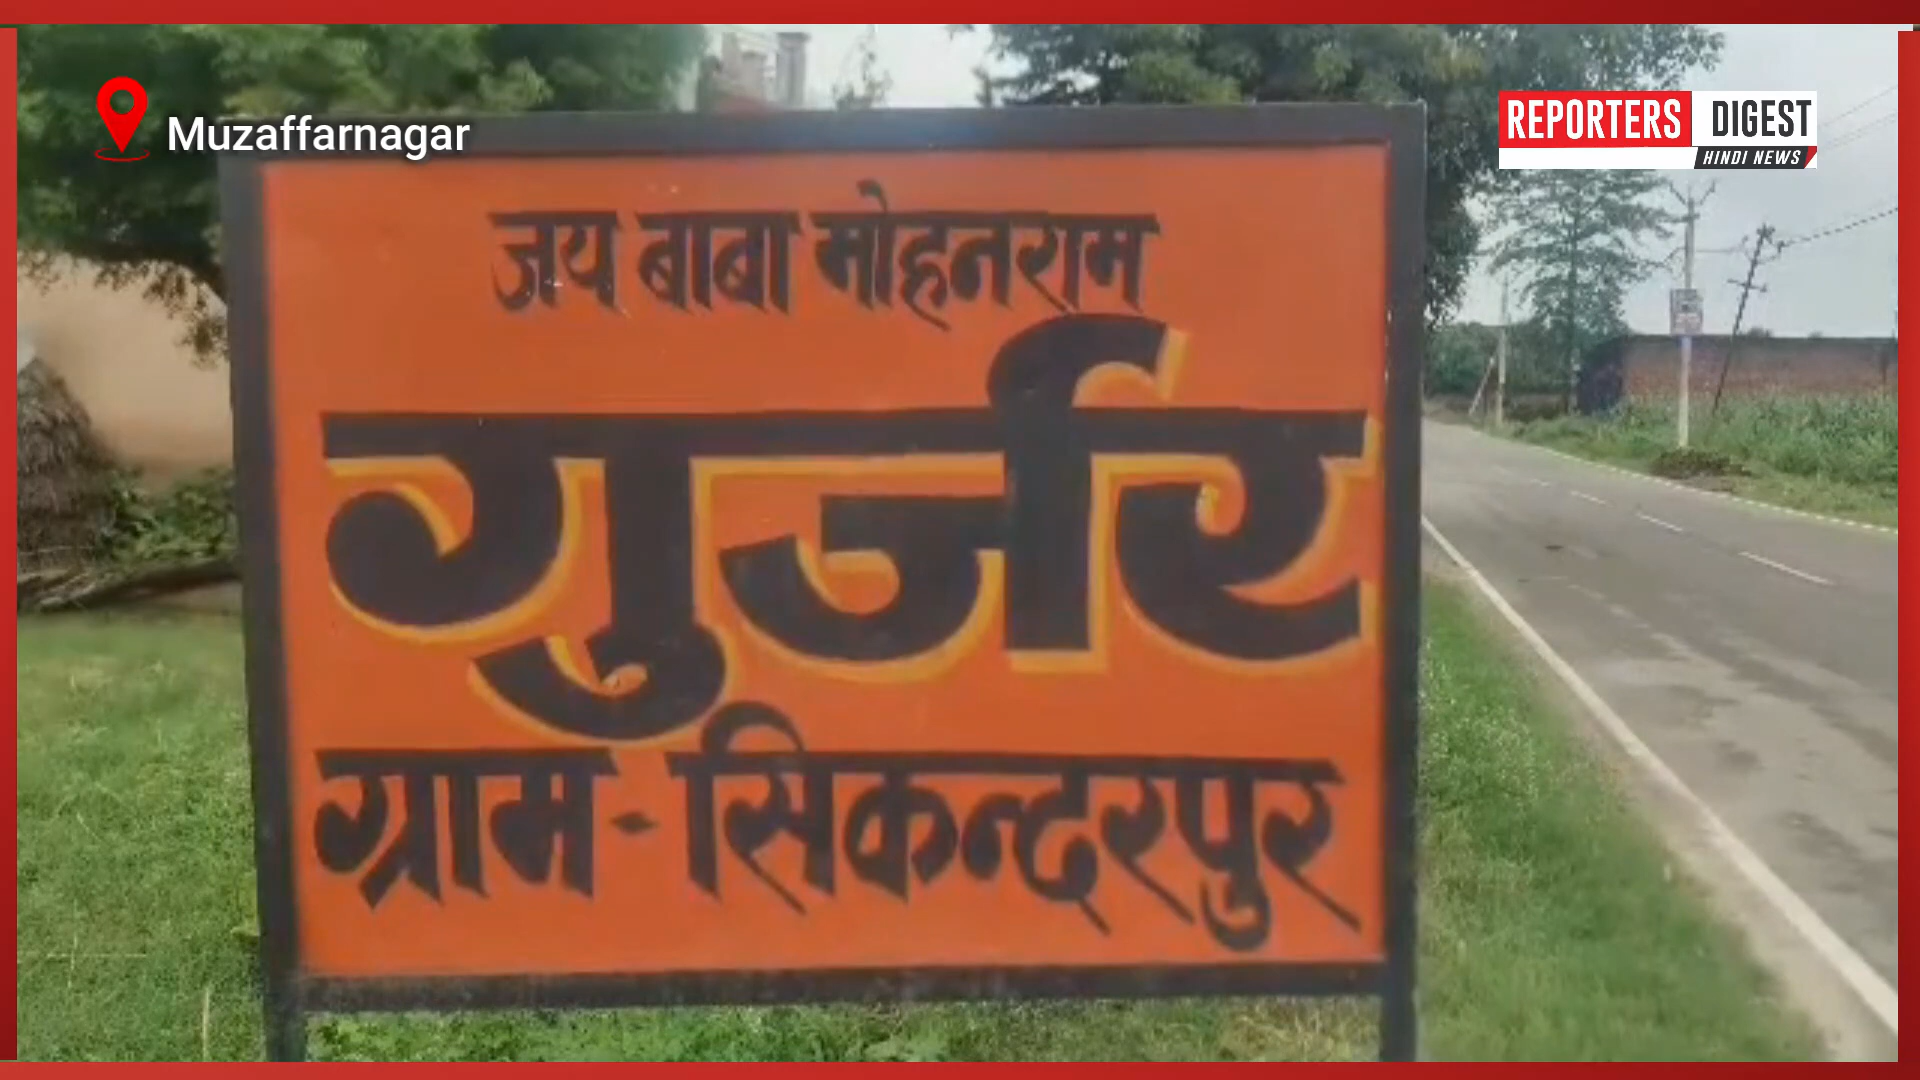 Muzaffarnagar
REPORTERS DIGEST
HINDI NEWS
जय बाबा मोहनराम
गुर्जर
ग्राम - सिकन्दरपुर